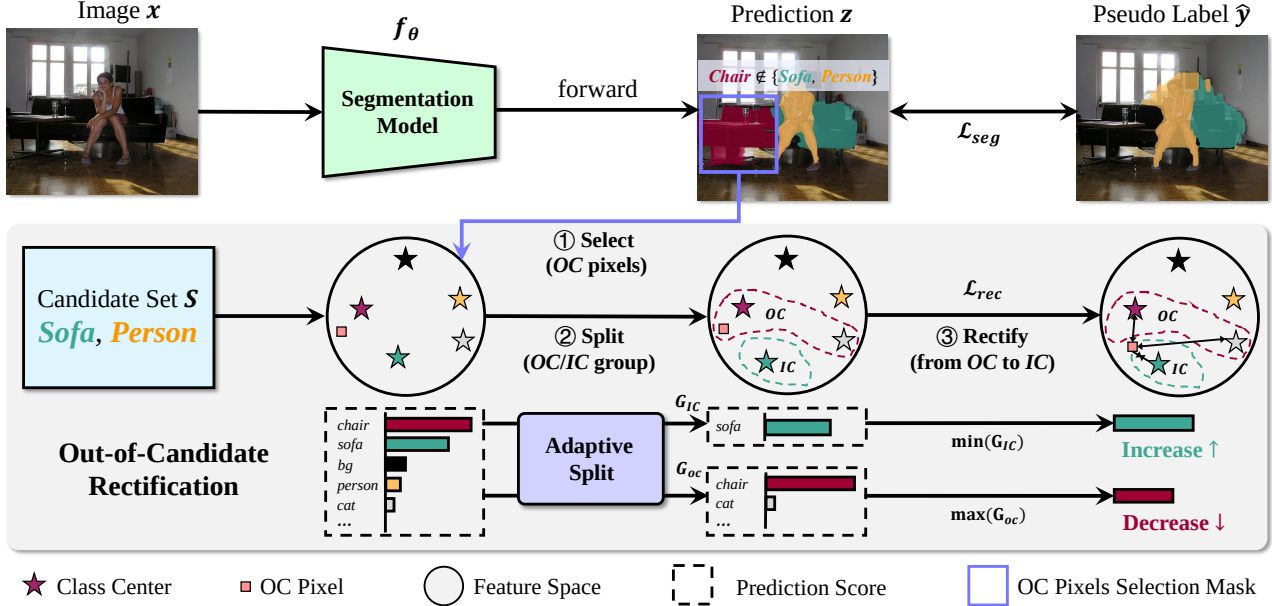 Image x
f_θ
Segmentation
Model
forward
Prediction z
Chair ∉ {Sofa, Person}
ℒ_seg
Pseudo Label ŷ
Candidate Set S
Sofa, Person
① Select
(OC pixels)
② Split
(OC/IC group)
OC
IC
ℒ_rec
③ Rectify
(from OC to IC)
OC
IC
Out-of-Candidate
Rectification
chair
sofa
bg
person
cat
...
Adaptive
Split
G_IC
G_oc
sofa
chair
cat
...
min(G_IC)
max(G_oc)
Increase ↑
Decrease ↓
Class Center
OC Pixel
Feature Space
Prediction Score
OC Pixels Selection Mask